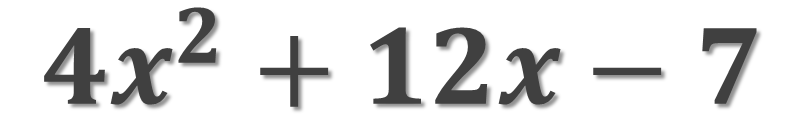 4x² + 12x − 7